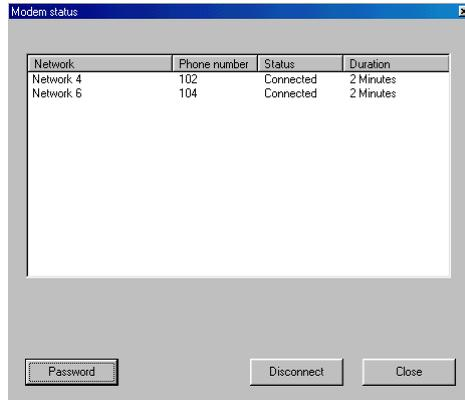 Modem status
Network Phone number Status Duration
Network 4 102 Connected 2 Minutes
Network 6 104 Connected 2 Minutes
Password Disconnect Close